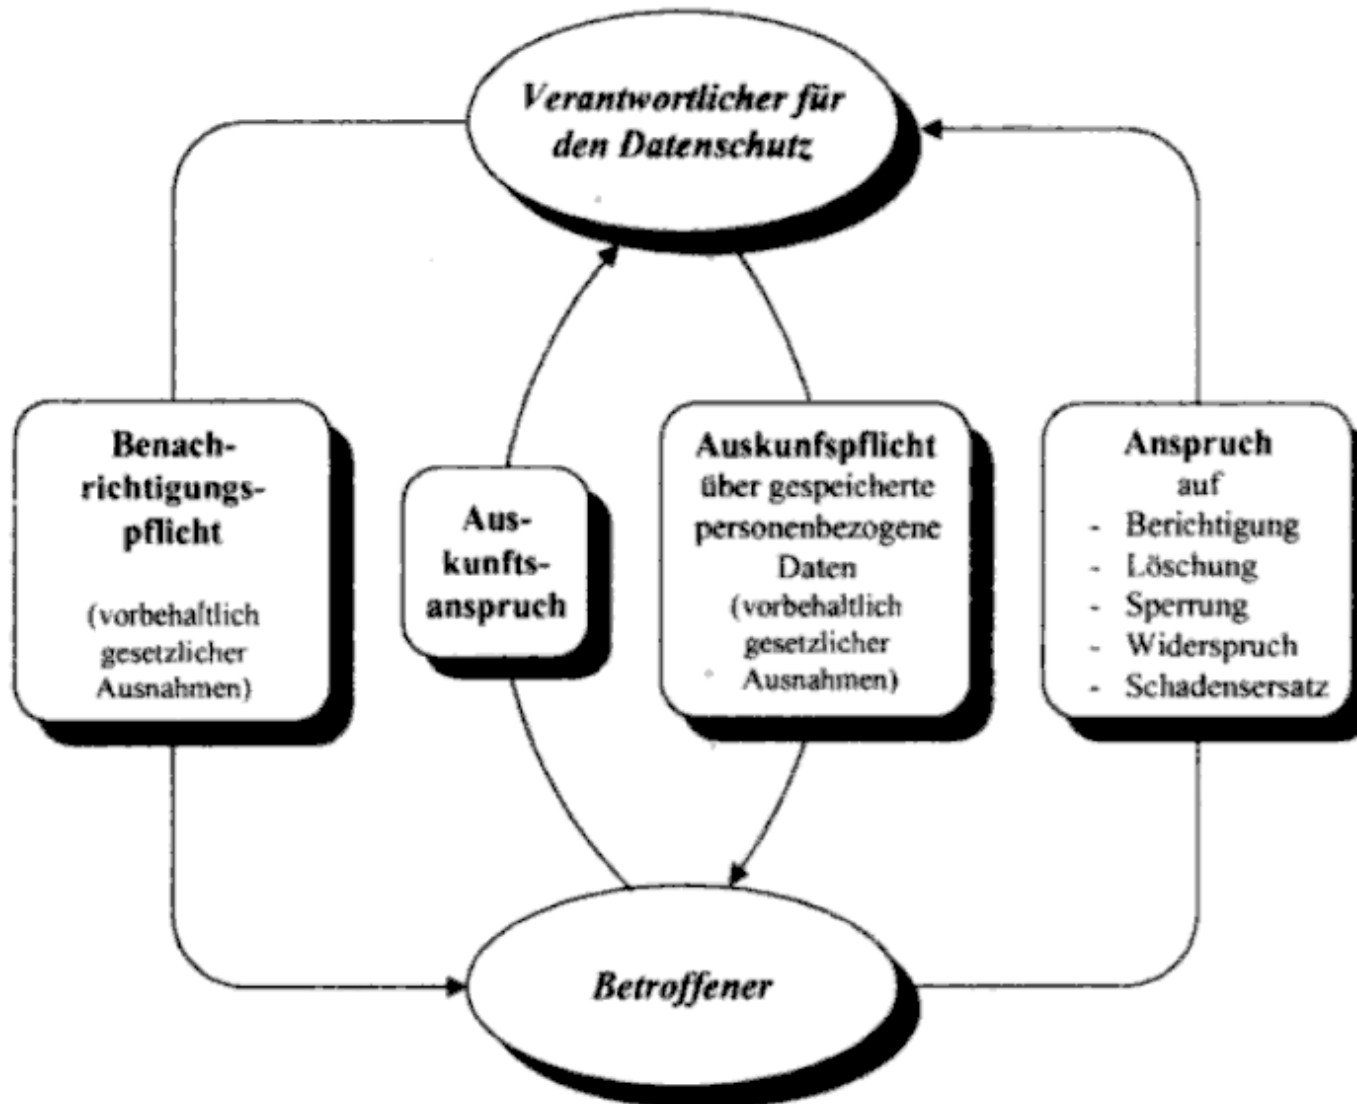 Verantwortlicher für
den Datenschutz
Benach-
richtigungs-
pflicht
(vorbehaltlich
gesetzlicher
Ausnahmen)
Aus-
kunfts-
anspruch
Auskunfspflicht
über gespeicherte
personenbezogene
Daten
(vorbehaltlich
gesetzlicher
Ausnahmen)
Anspruch
auf
- Berichtigung
- Löschung
- Sperrung
- Widerspruch
- Schadensersatz
Betroffener